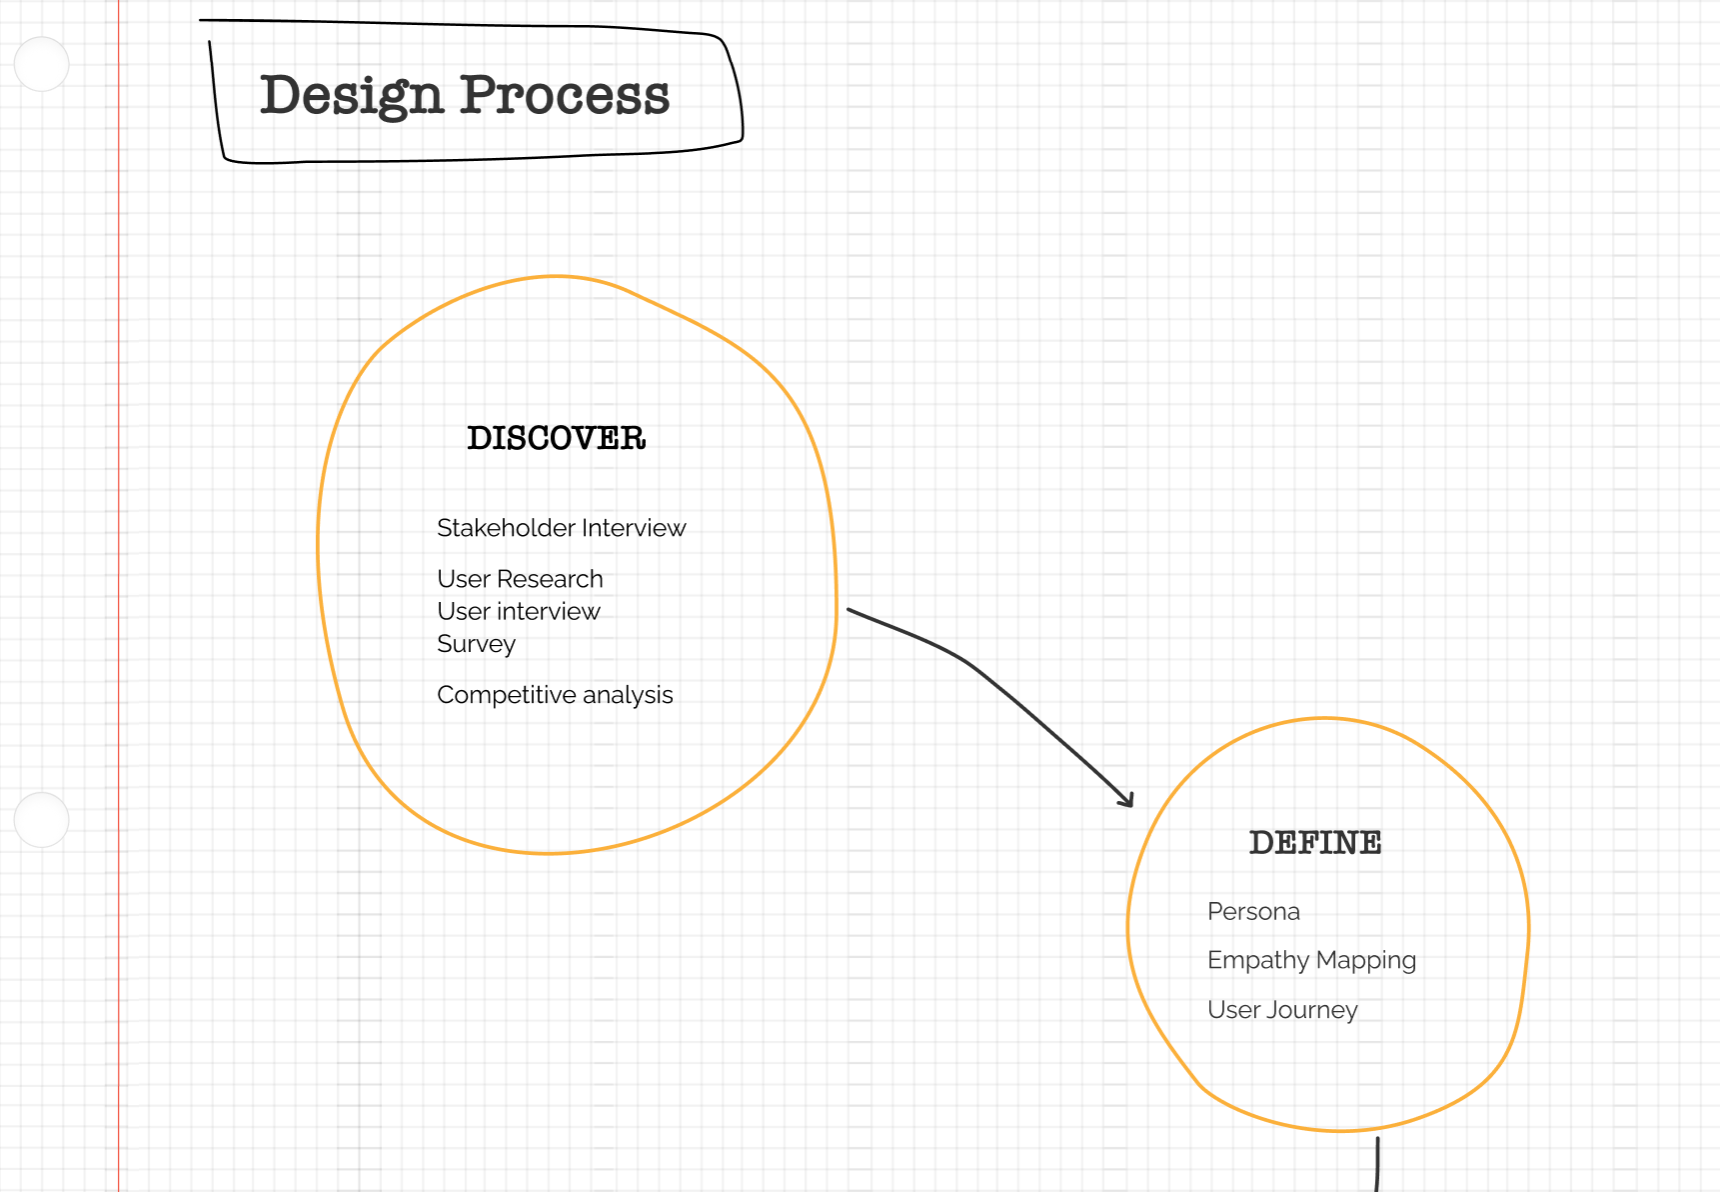 Design Process
DISCOVER
Stakeholder Interview
User Research
User interview
Survey
Competitive analysis
DEFINE
Persona
Empathy Mapping
User Journey